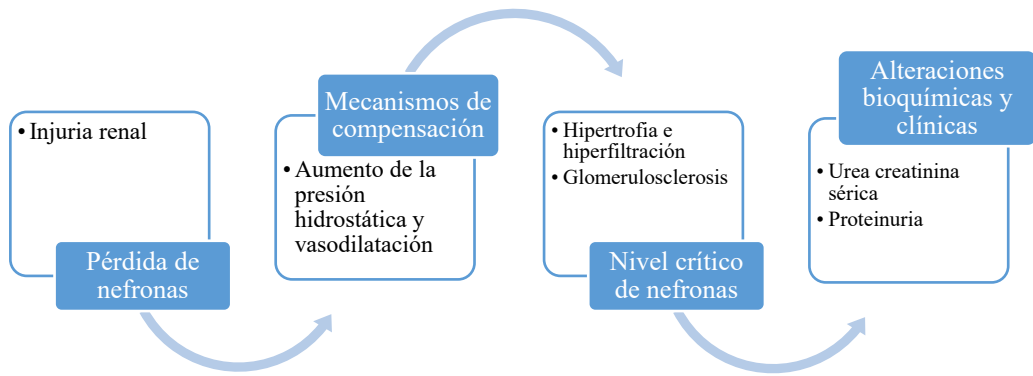 • Injuria renal
Pérdida de
nefronas
Mecanismos de
compensación
• Aumento de la
presión
hidrostática y
vasodilatación
• Hipertrofia e
hiperfiltración
• Glomerulosclerosis
Nivel crítico
de nefronas
Alteraciones
bioquímicas y
clínicas
• Urea creatinina
sérica
• Proteinuria